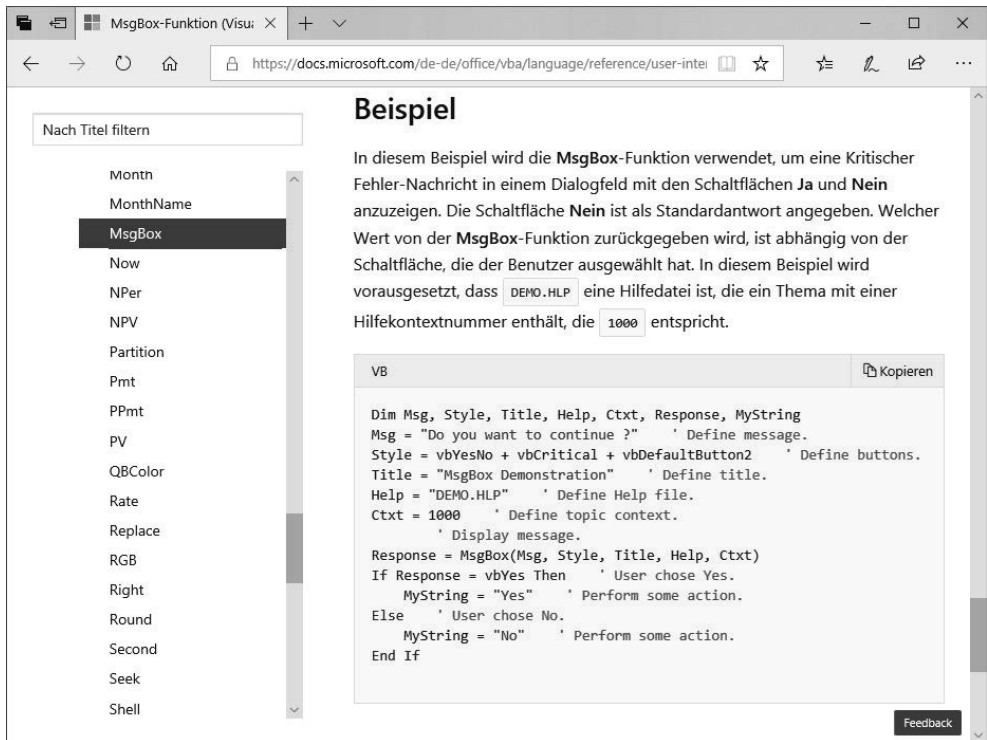 MsgBox-Funktion (Visu
https://docs.microsoft.com/de-de/office/vba/language/reference/user-inte
Nach Titel filtern
Month
MonthName
MsgBox
Now
NPer
NPV
Partition
Pmt
PPmt
PV
QBColor
Rate
Replace
RGB
Right
Round
Second
Seek
Shell
Beispiel
In diesem Beispiel wird die MsgBox-Funktion verwendet, um eine Kritischer
Fehler-Nachricht in einem Dialogfeld mit den Schaltflächen Ja und Nein
anzuzeigen. Die Schaltfläche Nein ist als Standardantwort angegeben. Welcher
Wert von der MsgBox-Funktion zurückgegeben wird, ist abhängig von der
Schaltfläche, die der Benutzer ausgewählt hat. In diesem Beispiel wird
vorausgesetzt, dass DEMO.HLP eine Hilfedatei ist, die ein Thema mit einer
Hilfekontextnummer enthält, die 1000 entspricht.
VB Kopieren
Dim Msg, Style, Title, Help, Ctxt, Response, MyString
Msg = "Do you want to continue ?"    ' Define message.
Style = vbYesNo + vbCritical + vbDefaultButton2    ' Define buttons.
Title = "MsgBox Demonstration"    ' Define title.
Help = "DEMO.HLP"    ' Define Help file.
Ctxt = 1000    ' Define topic context.
        ' Display message.
Response = MsgBox(Msg, Style, Title, Help, Ctxt)
If Response = vbYes Then    ' User chose Yes.
    MyString = "Yes"    ' Perform some action.
Else    ' User chose No.
    MyString = "No"    ' Perform some action.
End If
Feedback